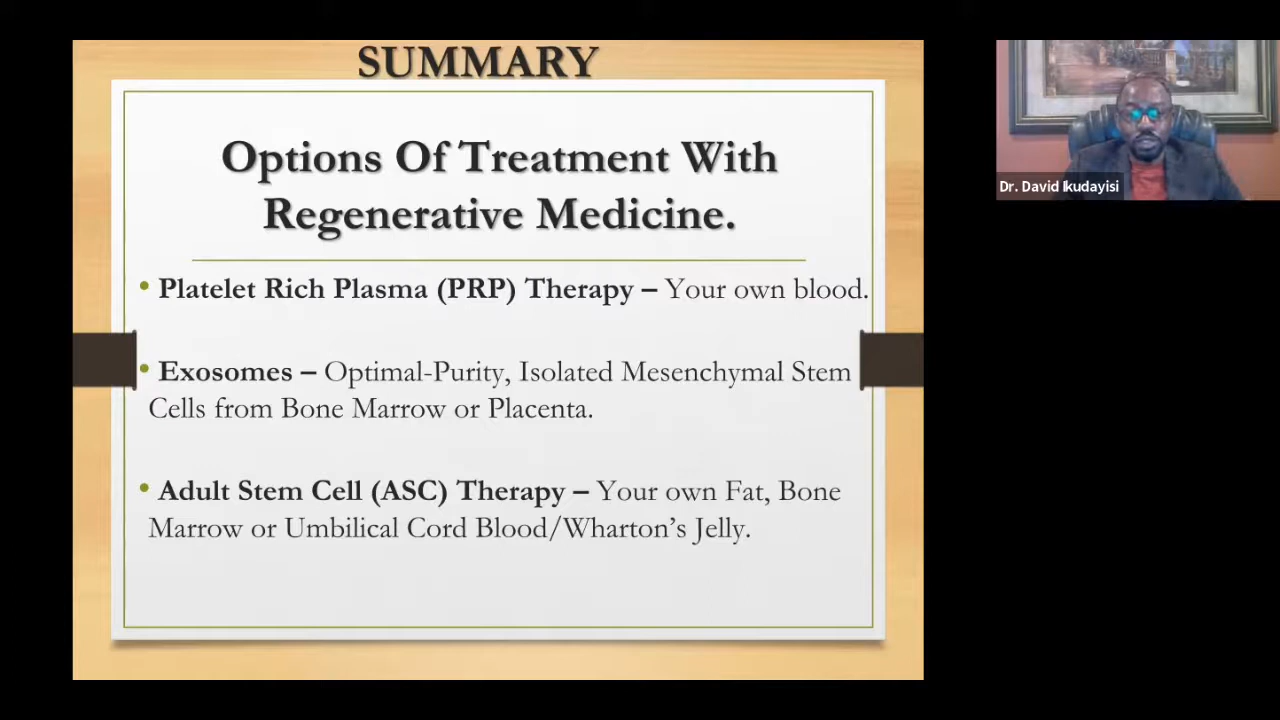 SUMMARY
Options Of Treatment With
Regenerative Medicine.
• Platelet Rich Plasma (PRP) Therapy – Your own blood.
• Exosomes – Optimal-Purity, Isolated Mesenchymal Stem
Cells from Bone Marrow or Placenta.
• Adult Stem Cell (ASC) Therapy – Your own Fat, Bone
Marrow or Umbilical Cord Blood/Wharton's Jelly.
Dr. David Ikudayisi